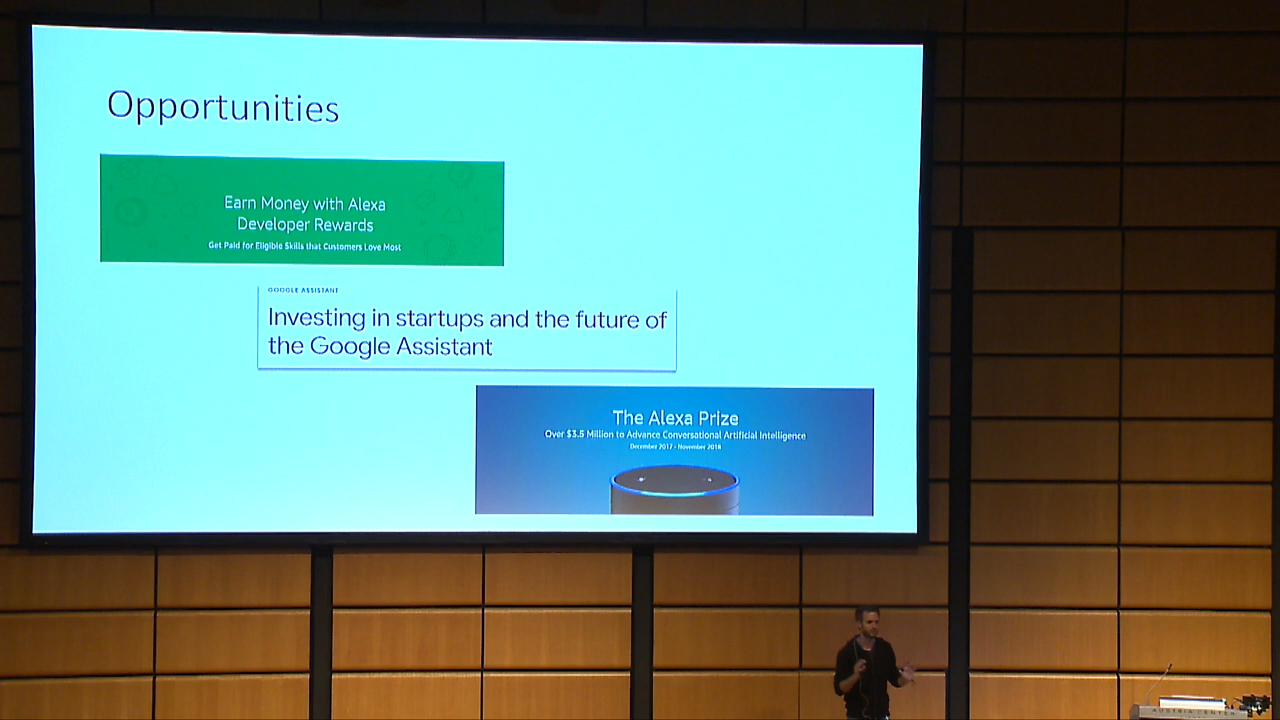 Opportunities
Earn Money with Alexa
Developer Rewards
Get Paid for Eligible Skills that Customers Love Most
GOOGLE ASSISTANT
Investing in startups and the future of
the Google Assistant
The Alexa Prize
Over $3.5 Million to Advance Conversational Artificial Intelligence
December 2017 - November 2018
AUSTRIA CENTER